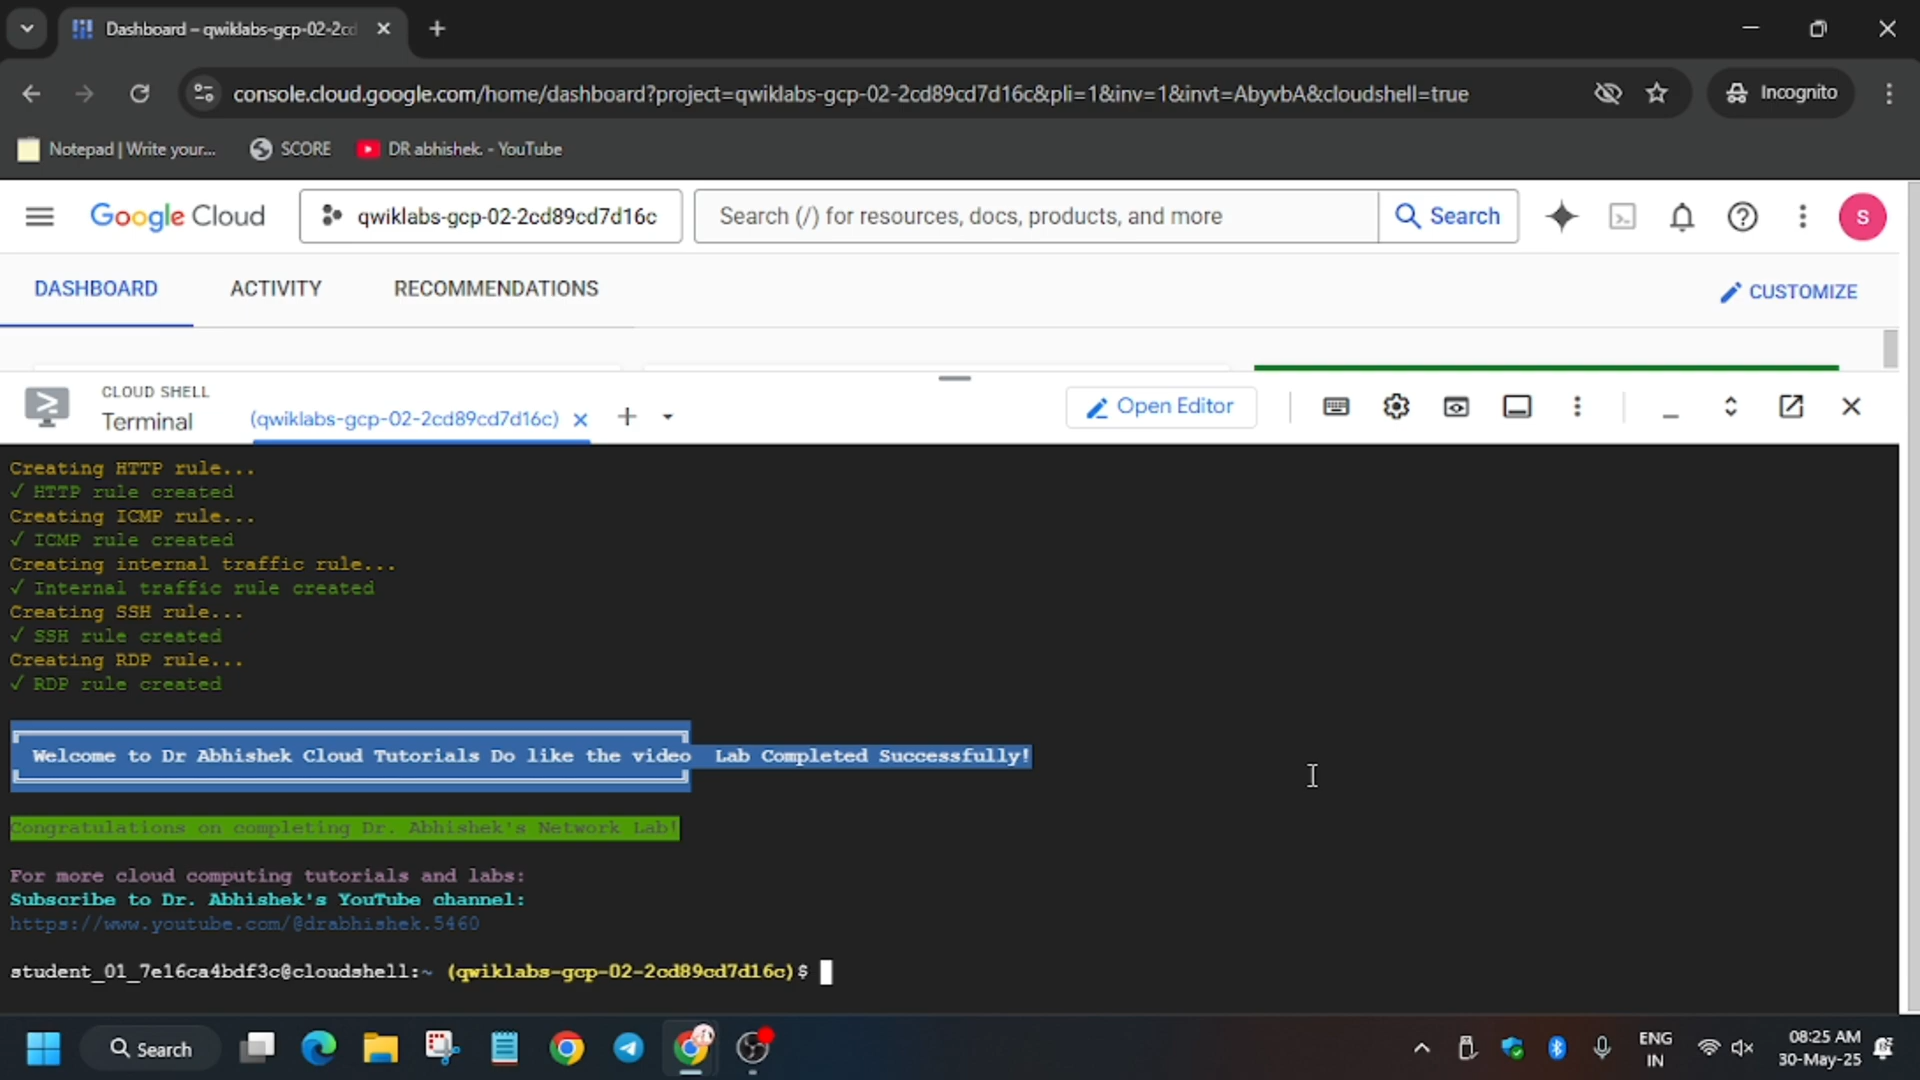 Dashboard – qwiklabs-gcp-02-2cd
console.cloud.google.com/home/dashboard?project=qwiklabs-gcp-02-2cd89cd7d16c&pli=1&inv=1&invt=AbyvbA&cloudshell=true
Incognito
Notepad | Write your...
SCORE
DR abhishek. - YouTube
Google Cloud
qwiklabs-gcp-02-2cd89cd7d16c
Search (/) for resources, docs, products, and more
Search
S
DASHBOARD
ACTIVITY
RECOMMENDATIONS
CUSTOMIZE
CLOUD SHELL
Terminal
(qwiklabs-gcp-02-2cd89cd7d16c)
Open Editor
Creating HTTP rule...
✓ HTTP rule created
Creating ICMP rule...
✓ ICMP rule created
Creating internal traffic rule...
✓ Internal traffic rule created
Creating SSH rule...
✓ SSH rule created
Creating RDP rule...
✓ RDP rule created
Welcome to Dr Abhishek Cloud Tutorials Do like the video Lab Completed Successfully!
Congratulations on completing Dr. Abhishek's Network Lab!
For more cloud computing tutorials and labs:
Subscribe to Dr. Abhishek's YouTube channel:
https://www.youtube.com/@drabhishek.5460
student_01_7e16ca4bdf3c@cloudshell:~ (qwiklabs-gcp-02-2cd89cd7d16c)$
Search
ENG
IN
08:25 AM
30-May-25